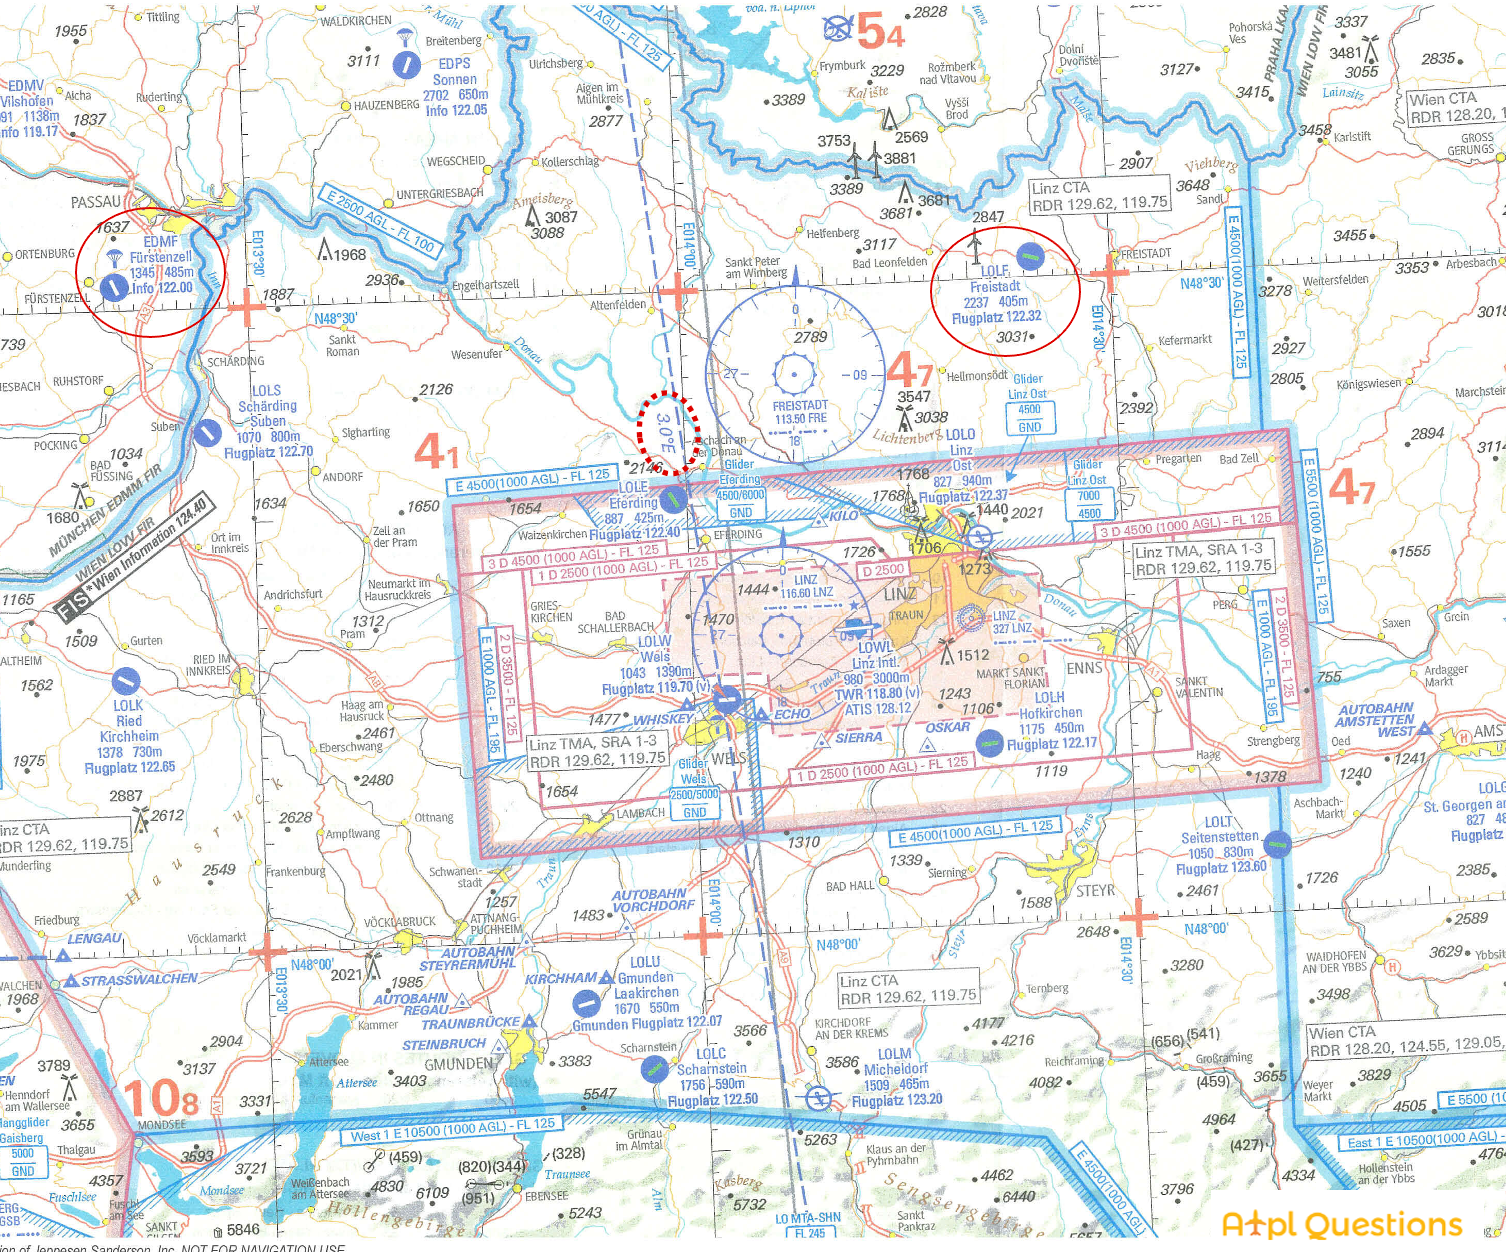 1955
Tittling
WALDKIRCHEN
Breitenberg
3111
EDPS
Sonnen
2702 650m
Info 122.05
Ulrichsberg
E 4500(1000 AGL) - FL 125
2828
5 4
Frymburk
3229
Kaliště
Rožmberk
nad Vltavou
Dolní
Dvořiště
Pohorská
Ves
3127
PRAHA LKAA
WIEN LOW FIR
3337
3481
3055
2835
3415
Lainsitz
Wien CTA
RDR 128.20, 1
EDMV
Vilshofen
91 1138m
nfo 119.17
Aicha
1837
Ruderting
HAUZENBERG
Aigen im
Mühlkreis
2877
3389
Vyšší
Brod
2569
Maltsch
3458
Karlstift
GROSS
GERUNGS
3753
3881
3389
3681
3681
2907
Viehberg
3648
Sandl
WEGSCHEID
Kollerschlag
UNTERGRIESBACH
Ameisberg
3087
3088
E 2500 AGL - FL 100
Linz CTA
RDR 129.62, 119.75
2847
PASSAU
1637
EDMF
Fürstenzell
1345 485m
Info 122.00
ORTENBURG
FÜRSTENZELL
Inn
E013°30'
1968
2936
Engelhartszell
E014°00'
Helfenberg
3117
Bad Leonfelden
Sankt Peter
am Wimberg
LOLF
Freistadt
2237 405m
Flugplatz 122.32
3031
FREISTADT
E 4500(1000 AGL) - FL 125
3455
3353
Arbesbach
Weitersfelden
N48°30'
3278
E014°30'
1887
N48°30'
Sankt
Roman
Altenfelden
Wesenufer
Donau
0
2789
27
09
FREISTADT
113.50 FRE
18
4 7
3547
3038
Hellmonsödt
Lichtenberg
Kefermarkt
2927
2805
3018
739
IESBACH
RUHSTORF
SCHÄRDING
LOLS
Schärding
Suben
1070 800m
Flugplatz 122.70
Suben
2126
Sigharting
POCKING
1034
BAD
FÜSSING
ANDORF
4 1
3.0°E
Aschach an
der Donau
2146
Glider
Linz Ost
4500
GND
2392
Königswiesen
Marchstein
2894
3114
4 7
LOLO
Linz
Ost
827 940m
Flugplatz 122.37
1768
1768
Glider
Linz Ost
7000
4500
Pregarten
Bad Zell
E 4500(1000 AGL) - FL 125
E 5500 (1000 AGL) - FL 125
1680
MÜNCHEN EDMM FIR
WIEN LOW FIR
FIS *Wien Information 124.40
1165
1634
1650
1654
Waizenkirchen
LOLE
Eferding
887 425m
Flugplatz 122.40
Glider
Eferding
4500/6000
GND
EFERDING
KILO
1440
2021
1706
1726
1273
3 D 4500 (1000 AGL) - FL 125
3 D 4500 (1000 AGL) - FL 125
1 D 2500 (1000 AGL) - FL 125
D 2500
Linz TMA, SRA 1-3
RDR 129.62, 119.75
1555
Ort im
Innkreis
Zell an
der Pram
Neumarkt im
Hausruckkreis
Andrichsfurt
1312
Pram
GRIES-
KIRCHEN
BAD
SCHALLERBACH
1444
1470
LINZ
116.60 LNZ
LINZ
TRAUN
LINZ
327 LNZ
Donau
PERG
Saxen
Grein
1509
Gurten
ALTHEIM
1562
RIED IM
INNKREIS
LOLK
Ried
Kirchheim
1378 730m
Flugplatz 122.65
1975
2887
2612
2 D 3500 - FL 125
E 1000 AGL - FL 195
LOLW
Wels
1043 1390m
Flugplatz 119.70 (v)
27
18
LOWL
Linz Intl.
980 3000m
TWR 118.80 (v)
ATIS 128.12
Traun
1512
MARKT SANKT
FLORIAN
1243
1106
ENNS
SANKT
VALENTIN
E 1000 AGL - FL 195
2 D 3500 - FL 125
755
Ardagger
Markt
Haag am
Hausruck
2461
Eberschwang
2480
1477
WHISKEY
ECHO
SIERRA
OSKAR
LOLH
Hofkirchen
1175 450m
Flugplatz 122.17
1119
Linz TMA, SRA 1-3
RDR 129.62, 119.75
Glider
Wels
2500/5000
GND
WELS
1 D 2500 (1000 AGL) - FL 125
Haag
Strengberg
1378
AUTOBAHN
AMSTETTEN
WEST
Oed
AMS
1241
1240
1654
LAMBACH
Ottnang
2628
Ampflwang
Hausruck
inz CTA
DR 129.62, 119.75
Munderfing
2549
Frankenburg
Schwanen-
stadt
Traun
1310
E 4500(1000 AGL) - FL 125
Enns
LOLT
Seitenstetten
1050 830m
Flugplatz 123.60
Aschbach-
Markt
LOLG
St. Georgen a
827 48
Flugplatz
1339
Sierning
BAD HALL
STEYR
1588
2461
1726
2385
2589
1257
1483
ATTNANG-
PUCHHEIM
VÖCKLABRUCK
Vöcklamarkt
Friedburg
LENGAU
STRASSWALCHEN
WALCHEN
1968
AUTOBAHN
VORCHDORF
AUTOBAHN
STEYRERMÜHL
E014°00'
N48°00'
N48°00'
E013°30'
2021
1985
AUTOBAHN
REGAU
KIRCHHAM
TRAUNBRÜCKE
STEINBRUCH
LOLU
Gmunden
Laakirchen
1670 550m
Gmunden Flugplatz 122.07
Linz CTA
RDR 129.62, 119.75
Steyr
2648
N48°00'
E014°30'
3280
WAIDHOFEN
AN DER YBBS
3629
Ybbsit
3498
Ternberg
Kammer
GMUNDEN
Attersee
Attersee
3403
2904
3137
3331
3383
Scharnstein
LOLC
Scharnstein
1756 590m
Flugplatz 122.50
3566
KIRCHDORF
AN DER KREMS
3586
LOLM
Micheldorf
1509 465m
Flugplatz 123.20
4177
4216
Reichraming
4082
(656)
(541)
Großraming
(459)
3655
Wien CTA
RDR 128.20, 124.55, 129.05,
Weyer
Markt
3829
4505
E 5500 (10
3789
Henndorf
am Wallersee
3655
Hangglider
Gaisberg
5000
GND
Thalgau
10 8
MONDSEE
3593
3721
Mondsee
4357
Fuschlsee
Fuschl
am See
SANKT
5846
5547
West 1 E 10500 (1000 AGL) - FL 125
(459)
4830
Weißenbach
am Attersee
Höllengebirge
6109
(820)(344)
(951)
(328)
Traunsee
EBENSEE
5243
Grünau
im Almtal
Alm
Kasberg
5732
5263
LO MTA-SHN
FL 245
Klaus an der
Pyhrnbahn
Sengsengebirge
4462
6440
Sankt
Pankraz
E 4500 (1000 AGL)
4964
(427)
3796
4334
East 1 E 10500(1000 AGL) -
Hollenstein
an der Ybbs
4764
Atpl Questions
ion of Jeppesen Sanderson, Inc. NOT FOR NAVIGATION USE